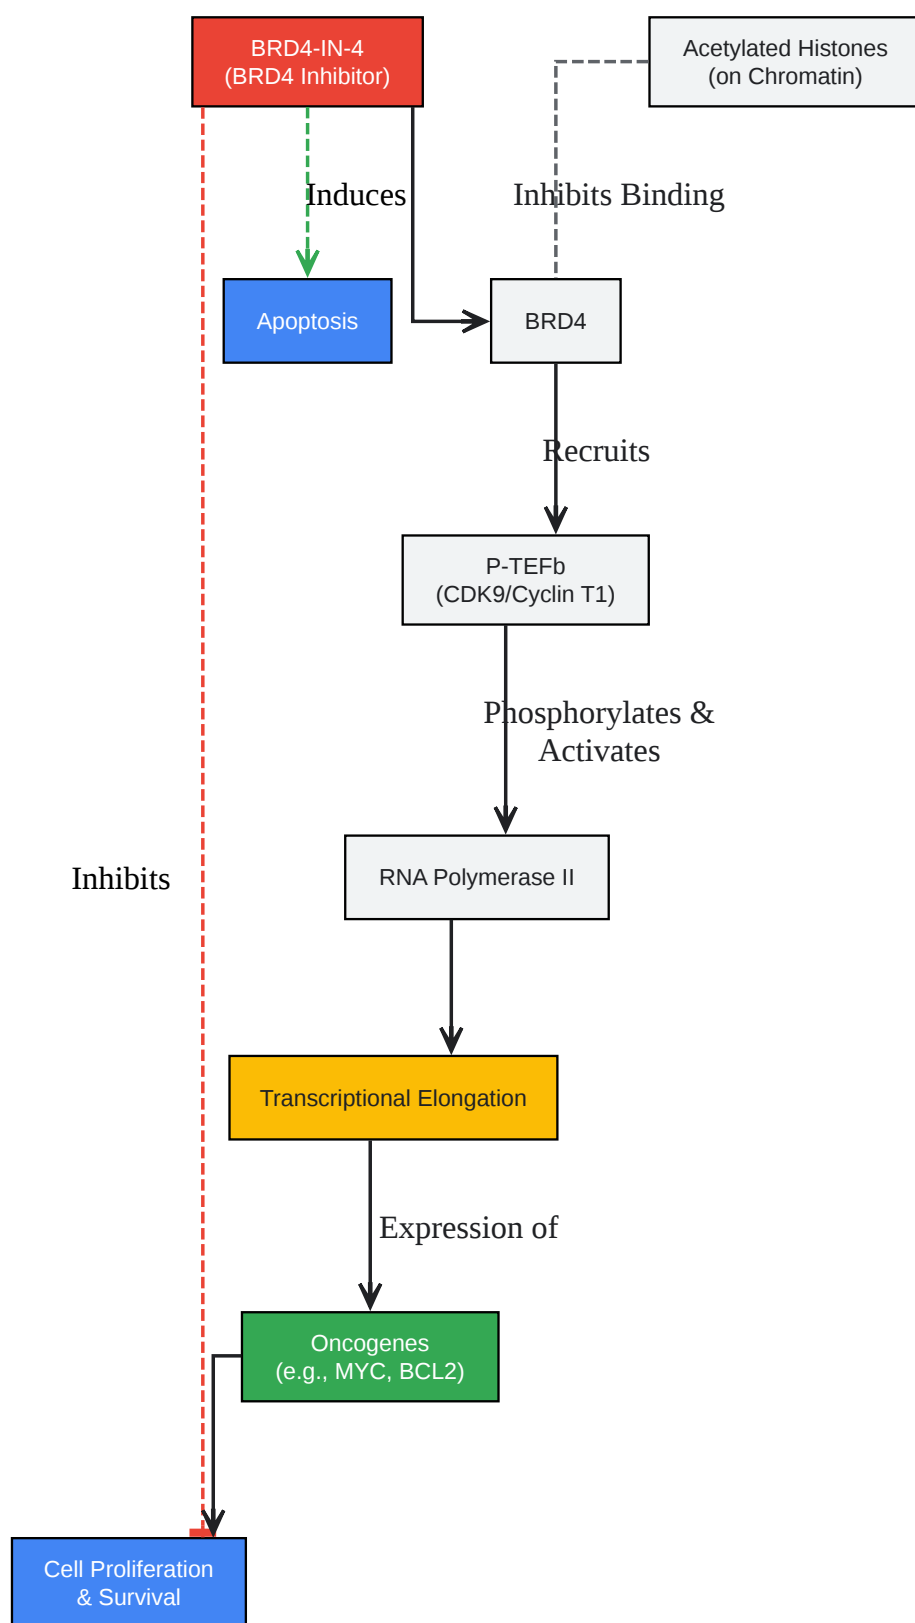 BRD4-IN-4
(BRD4 Inhibitor)
Acetylated Histones
(on Chromatin)
Induces
Inhibits Binding
Apoptosis
BRD4
Recruits
P-TEFb
(CDK9/Cyclin T1)
Phosphorylates &
Activates
Inhibits
RNA Polymerase II
Transcriptional Elongation
Expression of
Oncogenes
(e.g., MYC, BCL2)
Cell Proliferation
& Survival